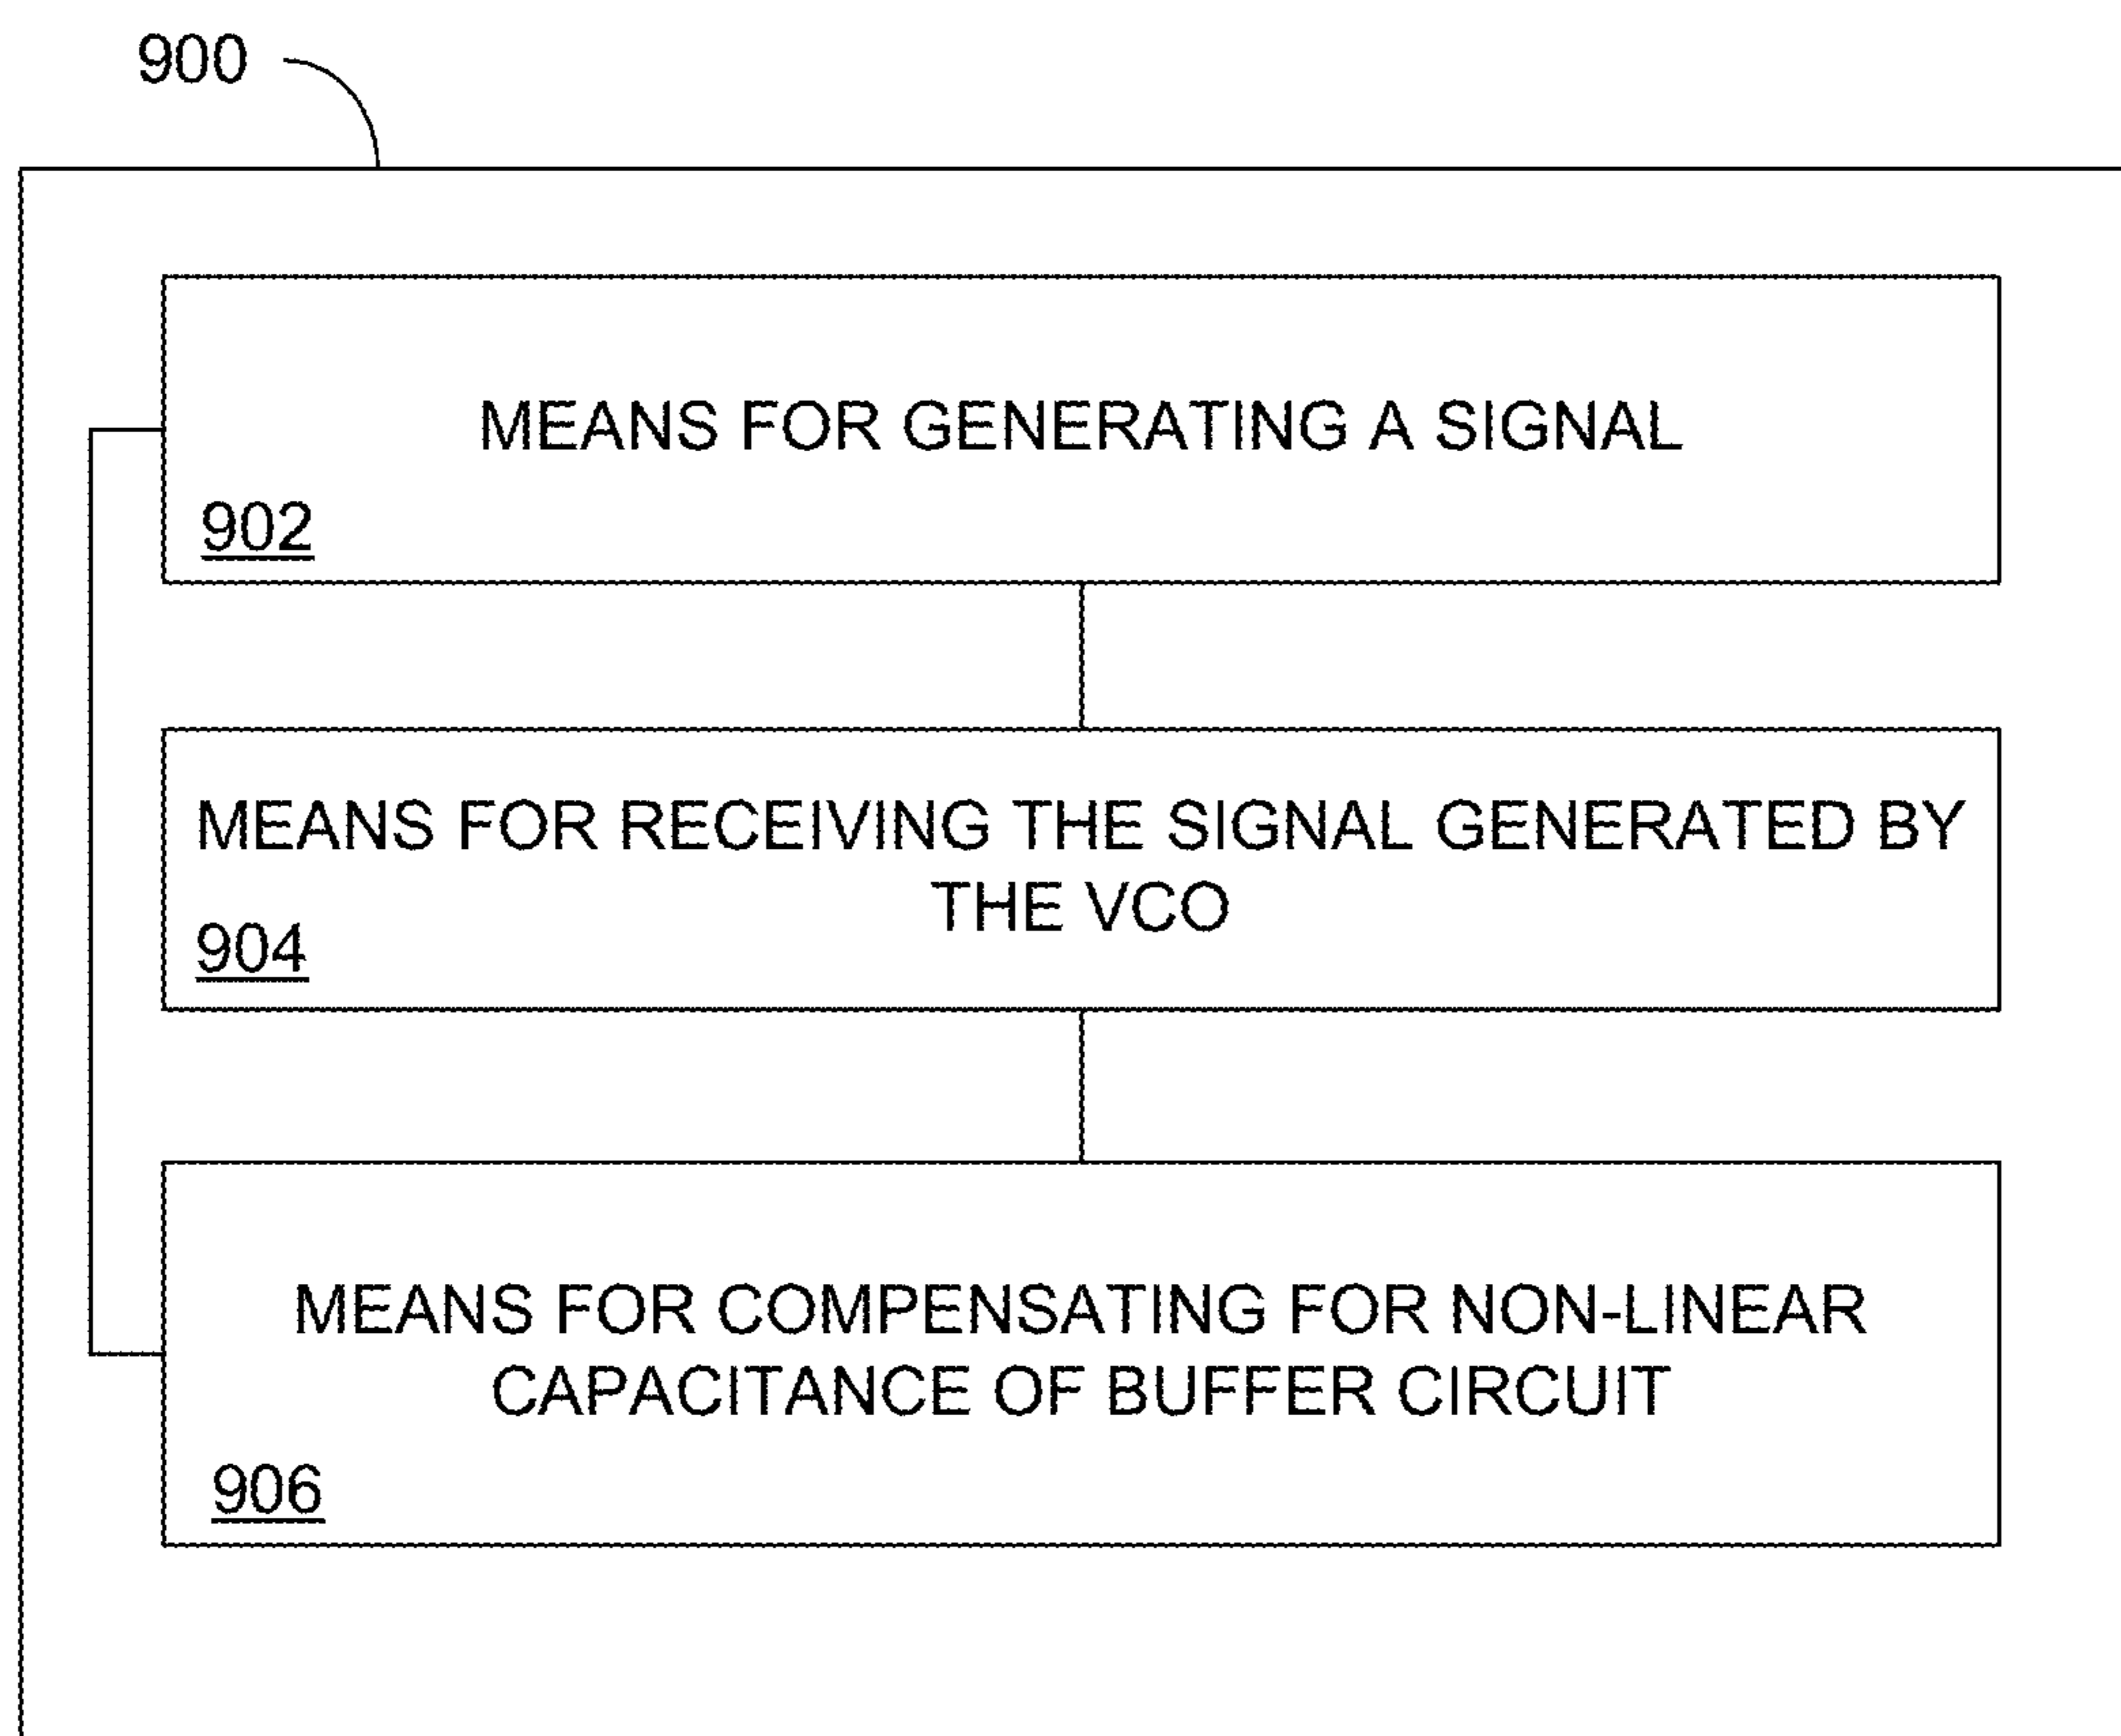 900
MEANS FOR GENERATING A SIGNAL
902
MEANS FOR RECEIVING THE SIGNAL GENERATED BY
THE VCO
904
MEANS FOR COMPENSATING FOR NON-LINEAR
CAPACITANCE OF BUFFER CIRCUIT
906